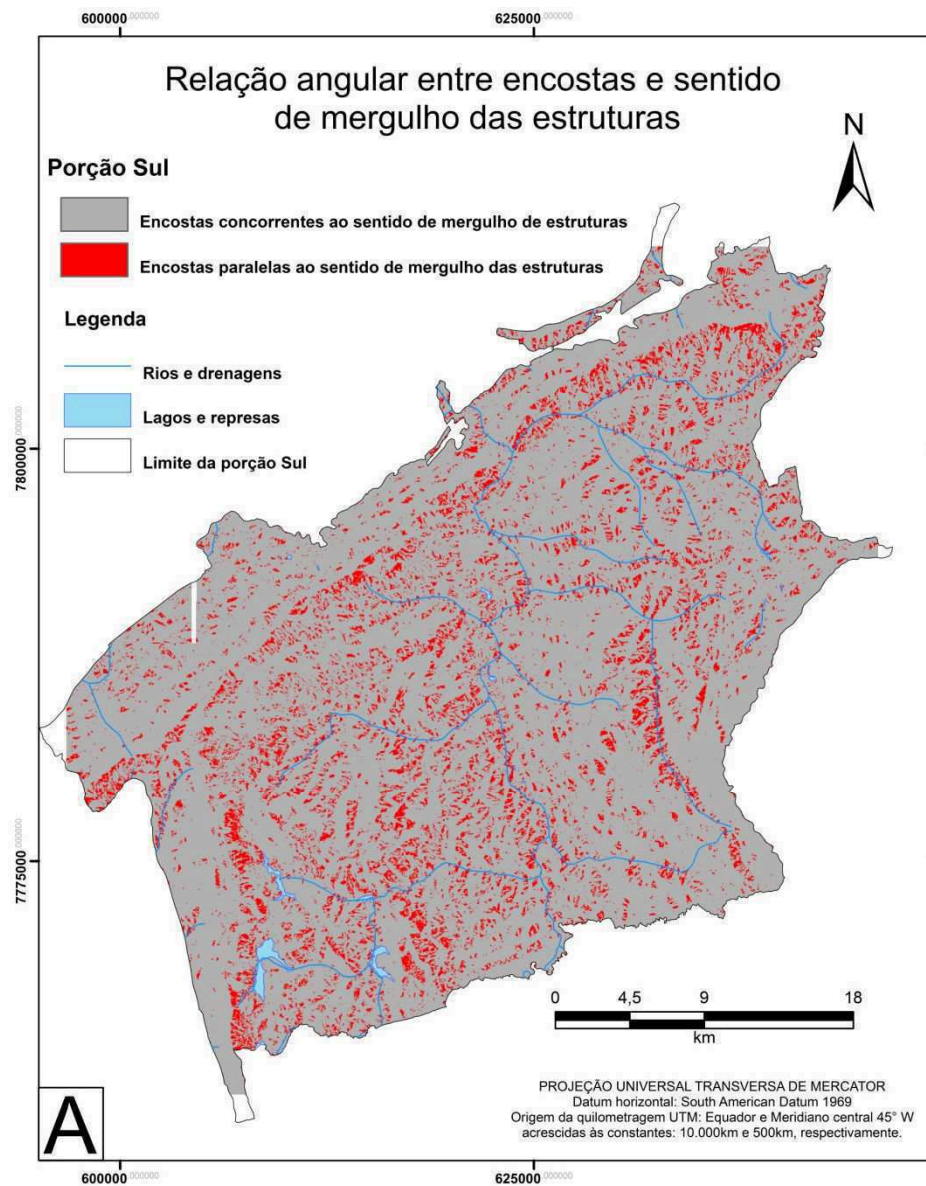 600000.000000
625000.000000
Relação angular entre encostas e sentido
de mergulho das estruturas
N
Porção Sul
Encostas concorrentes ao sentido de mergulho de estruturas
Encostas paralelas ao sentido de mergulho das estruturas
Legenda
Rios e drenagens
Lagos e represas
Limite da porção Sul
7800000.000000
7775000.000000
0 4,5 9 18
km
PROJEÇÃO UNIVERSAL TRANSVERSA DE MERCATOR
Datum horizontal: South American Datum 1969
Origem da quilometragem UTM: Equador e Meridiano central 45° W
acrescidas às constantes: 10.000km e 500km, respectivamente.
A
600000.000000
625000.000000